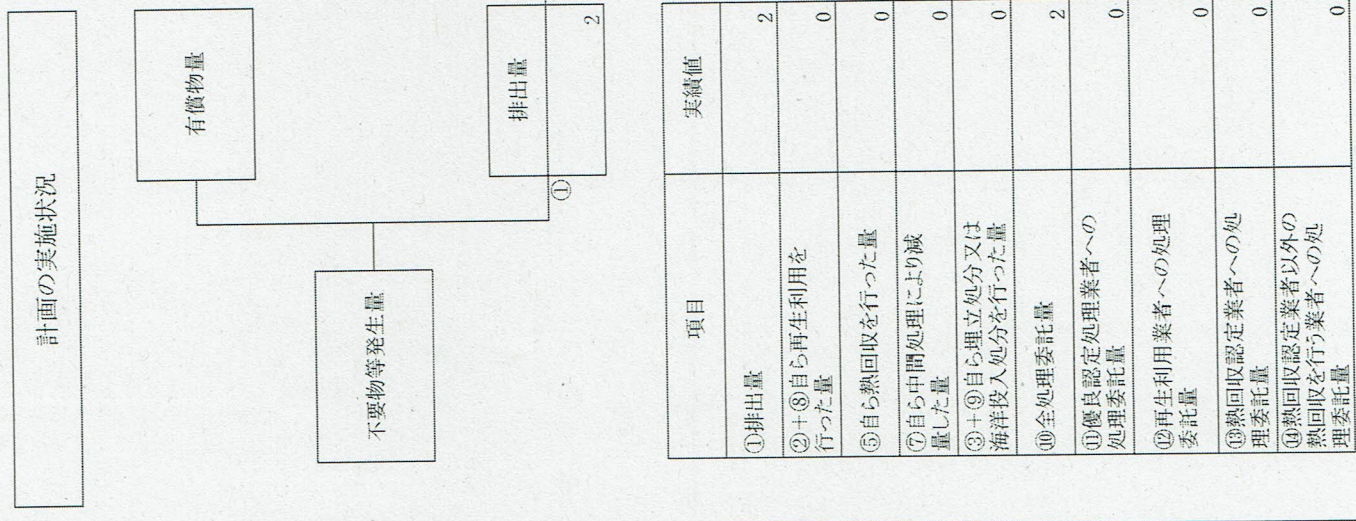 計画の実施状況
有償物量
不要物等発生量
排出量
①
2
項目 実績値
①排出量 2
②+⑧自ら再生利用を
行った量 0
⑤自ら熱回収を行った量 0
⑦自ら中間処理により減
量した量 0
③+⑨自ら埋立処分又は
海洋投入処分を行った量 0
⑩全処理委託量 2
⑪優良認定処理業者への
処理委託量 0
⑫再生利用業者への処理
委託量 0
⑬熱回収認定業者への処
理委託量 0
⑭熱回収認定業者以外の
熱回収を行う業者への処
理委託量 0